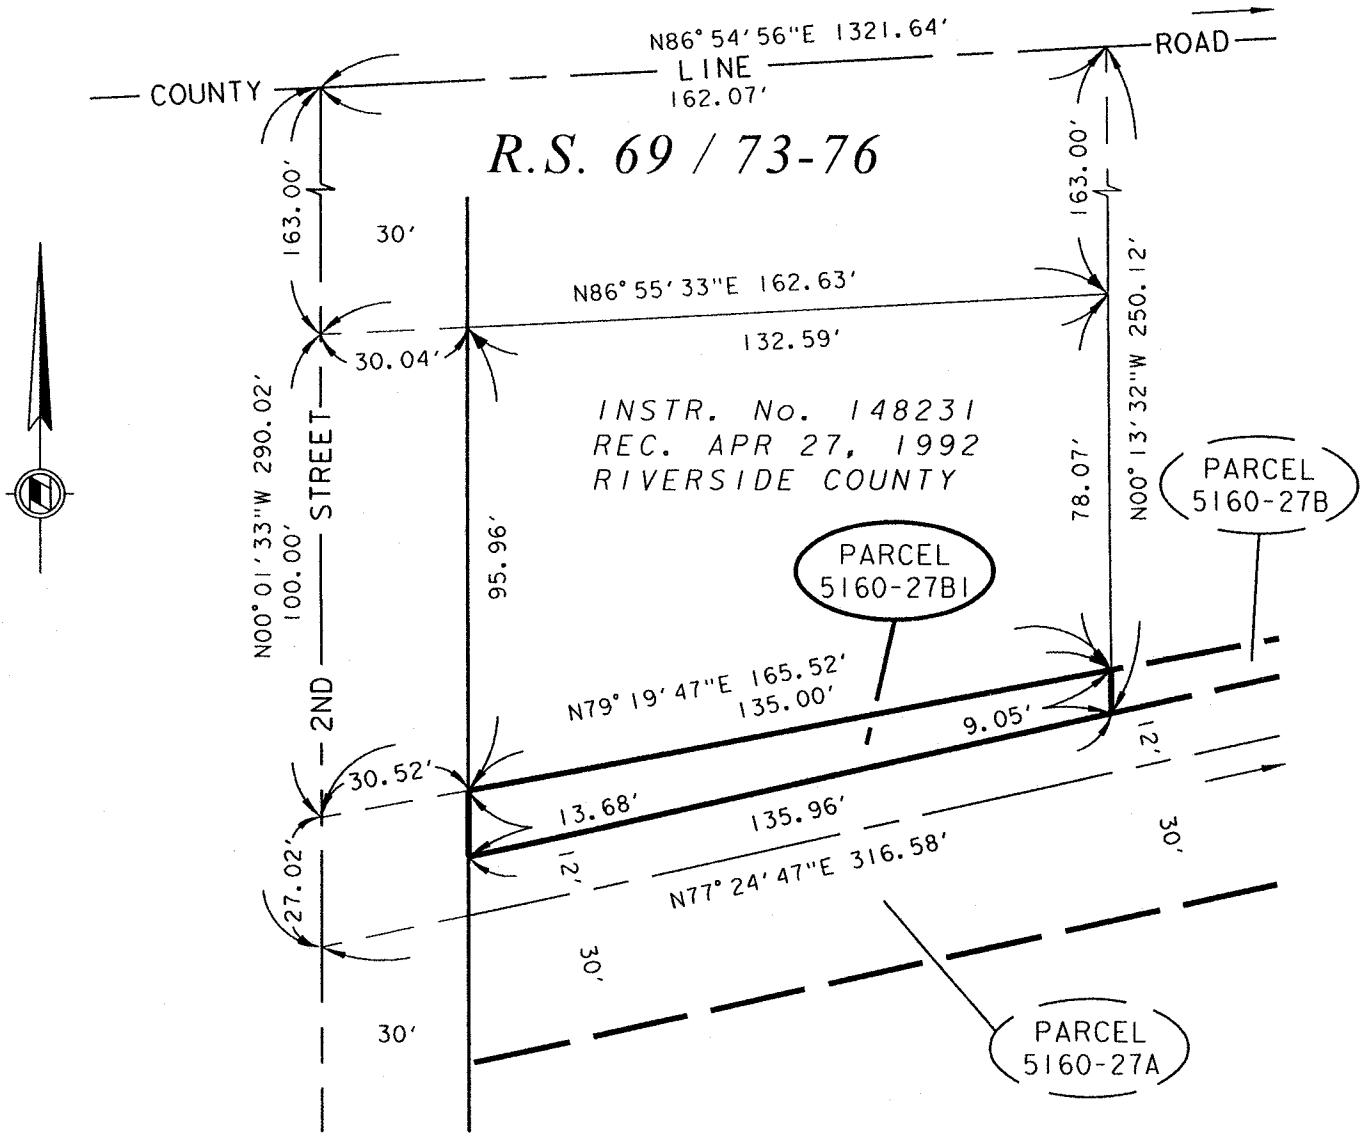 N86°54'56"E 1321.64'
COUNTY LINE ROAD
162.07'
R.S. 69 / 73-76
163.00'
163.00'
30'
N86°55'33"E 162.63'
30.04'
132.59'
N00°13'32"W 250.12'
INSTR. No. 148231
REC. APR 27, 1992
RIVERSIDE COUNTY
N00°01'33"W 290.02'
100.00'
2ND STREET
95.96'
78.07'
PARCEL
5160-27B
PARCEL
5160-27B1
N79°19'47"E 165.52'
135.00'
9.05'
12'
30.52'
13.68'
135.96'
12'
N77°24'47"E 316.58'
30'
27.02'
30'
30'
PARCEL
5160-27A